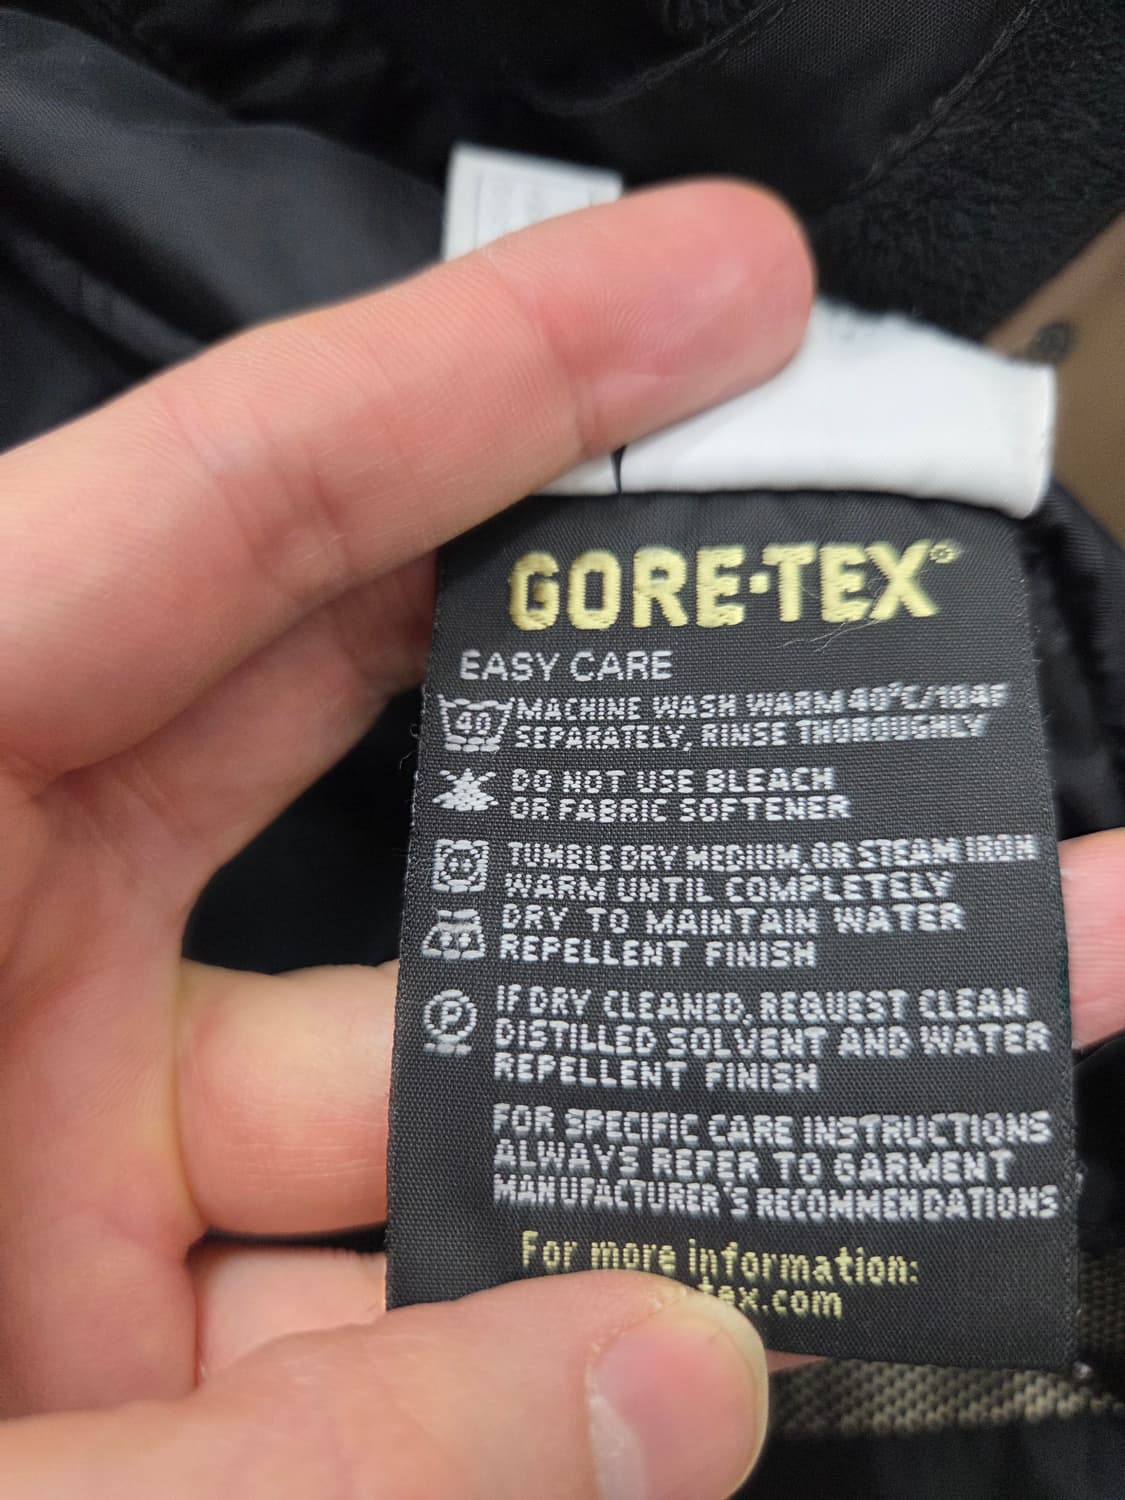 GORE-TEX®
EASY CARE
40 MACHINE WASH WARM 40°C/104F
SEPARATELY, RINSE THOROUGHLY
DO NOT USE BLEACH
OR FABRIC SOFTENER
TUMBLE DRY MEDIUM, OR STEAM IRON
WARM UNTIL COMPLETELY
DRY TO MAINTAIN WATER
REPELLENT FINISH
P IF DRY CLEANED, REQUEST CLEAN
DISTILLED SOLVENT AND WATER
REPELLENT FINISH
FOR SPECIFIC CARE INSTRUCTIONS
ALWAYS REFER TO GARMENT
MANUFACTURER'S RECOMMENDATIONS
For more information:
tex.com